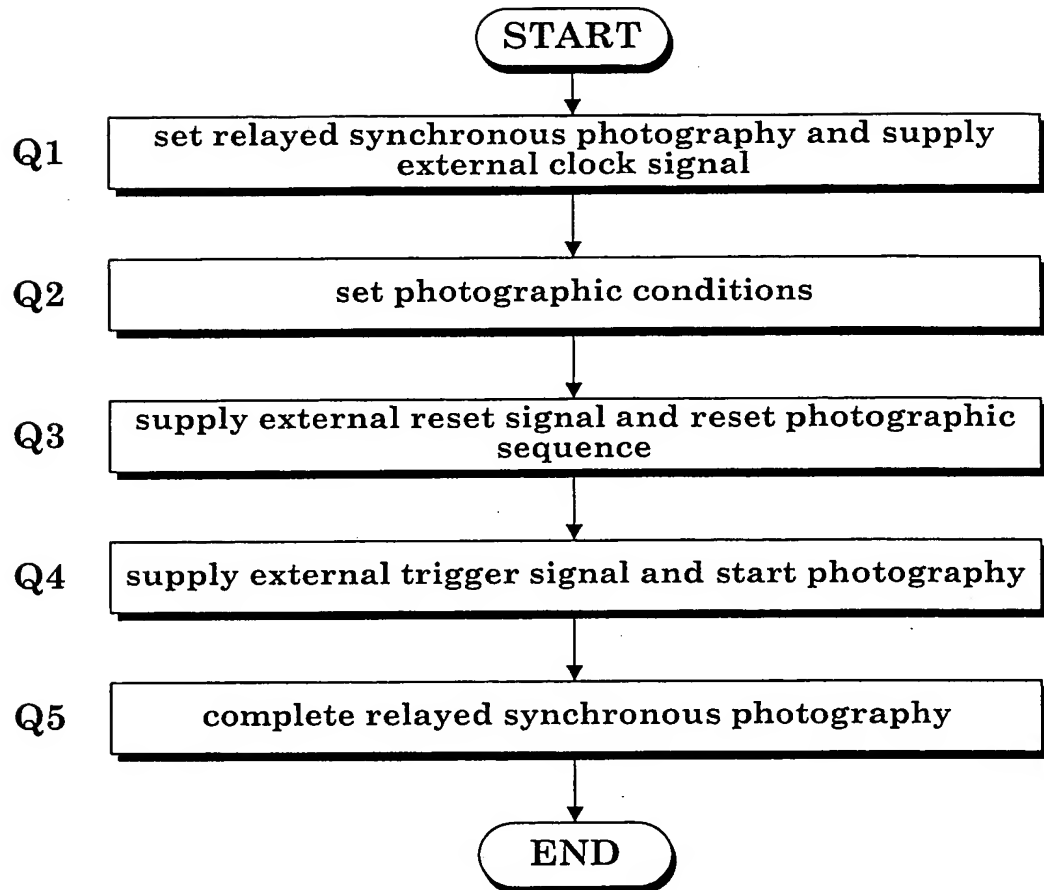 START
Q1
set relayed synchronous photography and supply
external clock signal
Q2
set photographic conditions
Q3
supply external reset signal and reset photographic
sequence
Q4
supply external trigger signal and start photography
Q5
complete relayed synchronous photography
END